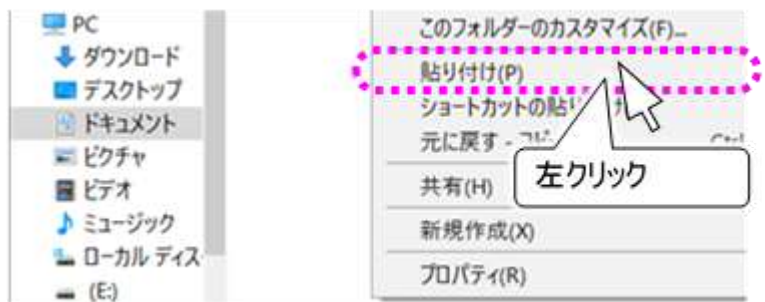 PC
ダウンロード
デスクトップ
ドキュメント
ピクチャ
ビデオ
ミュージック
ローカル ディス
(E:)
このフォルダーのカスタマイズ(F)...
貼り付け(P)
ショートカットの貼り
元に戻す - コピー
共有(H)
新規作成(X)
プロパティ(R)
左クリック